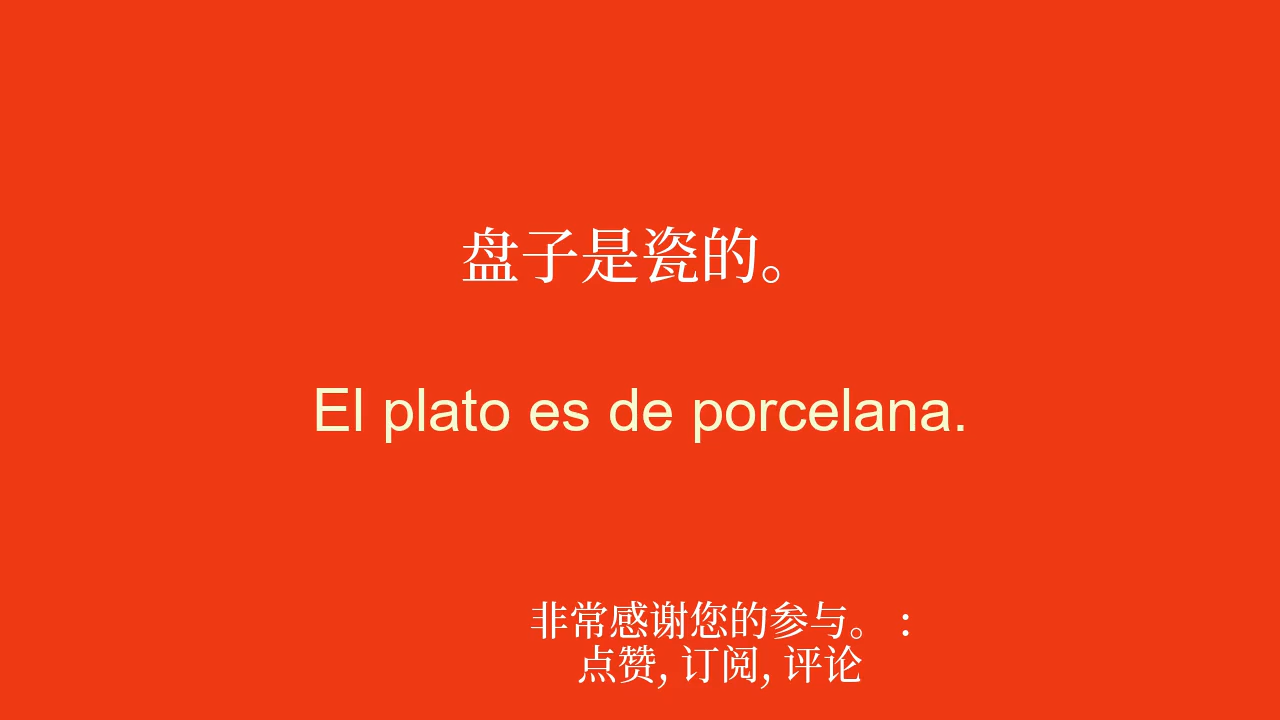 盘子是瓷的。
El plato es de porcelana.
非常感谢您的参与。 :
点赞, 订阅, 评论